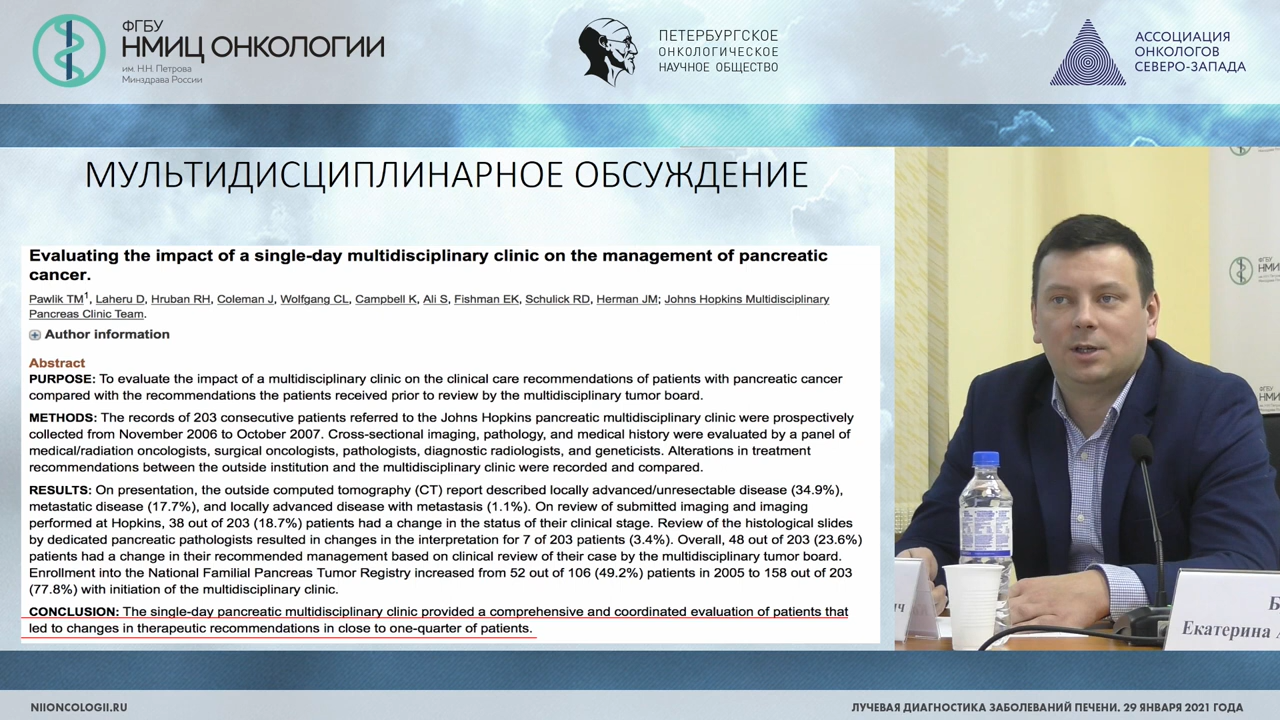 ФГБУ
НМИЦ ОНКОЛОГИИ
им. Н.Н. Петрова
Минздрава России
ПЕТЕРБУРГСКОЕ
ОНКОЛОГИЧЕСКОЕ
НАУЧНОЕ ОБЩЕСТВО
АССОЦИАЦИЯ
ОНКОЛОГОВ
СЕВЕРО-ЗАПАДА
МУЛЬТИДИСЦИПЛИНАРНОЕ ОБСУЖДЕНИЕ
Evaluating the impact of a single-day multidisciplinary clinic on the management of pancreatic
cancer.
Pawlik TM1, Laheru D, Hruban RH, Coleman J, Wolfgang CL, Campbell K, Ali S, Fishman EK, Schulick RD, Herman JM; Johns Hopkins Multidisciplinary
Pancreas Clinic Team.
Author information
Abstract
PURPOSE: To evaluate the impact of a multidisciplinary clinic on the clinical care recommendations of patients with pancreatic cancer
compared with the recommendations the patients received prior to review by the multidisciplinary tumor board.
METHODS: The records of 203 consecutive patients referred to the Johns Hopkins pancreatic multidisciplinary clinic were prospectively
collected from November 2006 to October 2007. Cross-sectional imaging, pathology, and medical history were evaluated by a panel of
medical/radiation oncologists, surgical oncologists, pathologists, diagnostic radiologists, and geneticists. Alterations in treatment
recommendations between the outside institution and the multidisciplinary clinic were recorded and compared.
RESULTS: On presentation, the outside computed tomography (CT) report described locally advanced/unresectable disease (34.9%),
metastatic disease (17.7%), and locally advanced disease with metastasis (1.1%). On review of submitted imaging and imaging
performed at Hopkins, 38 out of 203 (18.7%) patients had a change in the status of their clinical stage. Review of the histological slides
by dedicated pancreatic pathologists resulted in changes in the interpretation for 7 of 203 patients (3.4%). Overall, 48 out of 203 (23.6%)
patients had a change in their recommended management based on clinical review of their case by the multidisciplinary tumor board.
Enrollment into the National Familial Pancreas Tumor Registry increased from 52 out of 106 (49.2%) patients in 2005 to 158 out of 203
(77.8%) with initiation of the multidisciplinary clinic.
CONCLUSION: The single-day pancreatic multidisciplinary clinic provided a comprehensive and coordinated evaluation of patients that
led to changes in therapeutic recommendations in close to one-quarter of patients.
ФГБУ
НМИЦ
ФГБУ
НМИЦ
ич
Екатерина
NIIONCOLOGII.RU
ЛУЧЕВАЯ ДИАГНОСТИКА ЗАБОЛЕВАНИЙ ПЕЧЕНИ. 29 ЯНВАРЯ 2021 ГОДА